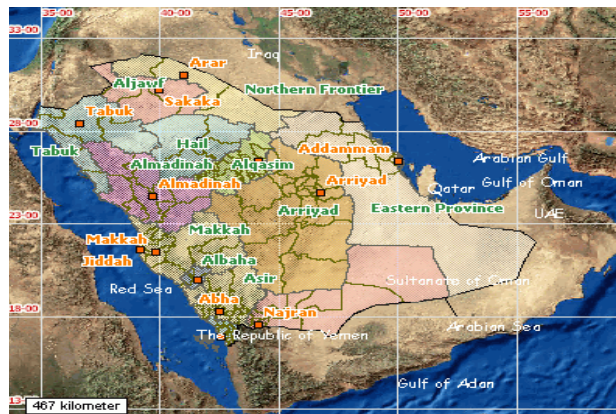 35-00 40-00 45-00 50-00 55-00
33-00
Iraq
Arar
Aljawf
Northern Frontier
Sakaka
Tabuk
28-00
Hail
Addammam
Tabuk
Almadinah
Alqasim
Arabian Gulf
Almadinah
Arriyad
Qatar
Gulf of Oman
Arriyad
Eastern Province
UAE
23-00
Makkah
Makkah
Jiddah
Albaha
Asir
Sultanate of Oman
Red Sea
Abha
Najran
18-00
The Republic of Yemen
Arabian Sea
Gulf of Adan
13-
467 kilometer